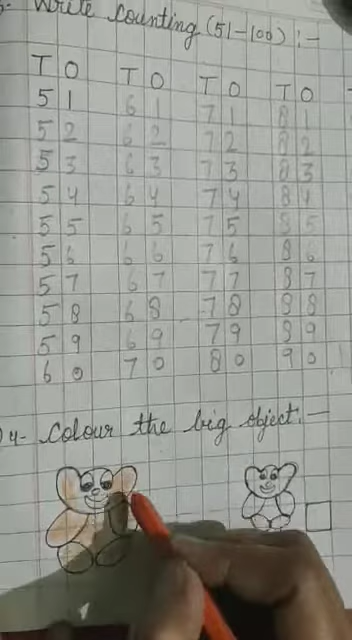 Write Counting (51-100) :-
T O T O T O T O
5 1 6 1 7 1 8 1
5 2 6 2 7 2 8 2
5 3 6 3 7 3 8 3
5 4 6 4 7 4 8 4
5 5 6 5 7 5 8 5
5 6 6 6 7 6 8 6
5 7 6 7 7 7 8 7
5 8 6 8 7 8 8 8
5 9 6 9 7 9 8 9
6 0 7 0 8 0 9 0
4- Colour the big object :-